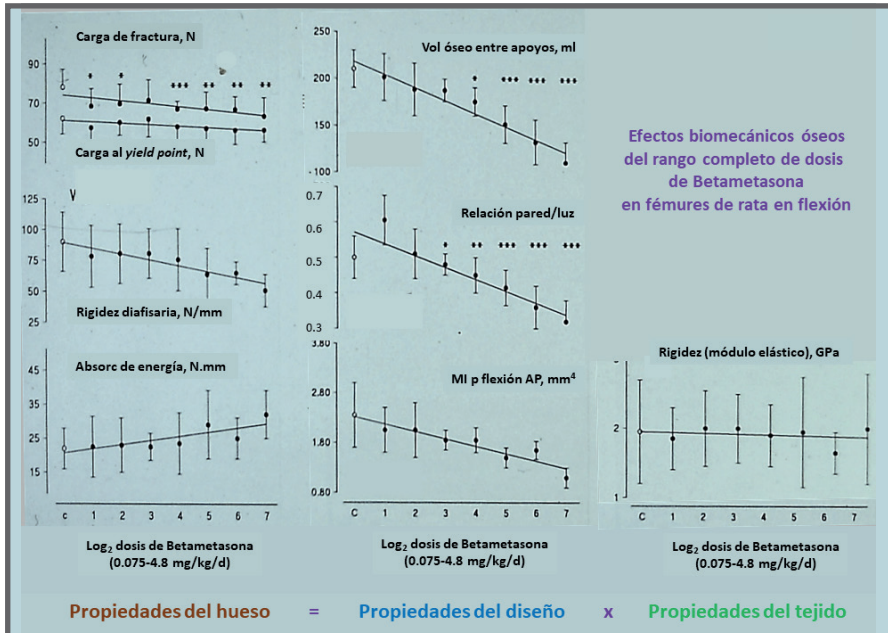 Carga de fractura, N
90
70
50
* * *** ** ** **
Carga al yield point, N
125
100
75
50
25
Rigidez diafisaria, N/mm
Absorc de energía, N.mm
45
35
25
15
c 1 2 3 4 5 6 7
Log2 dosis de Betametasona
(0.075-4.8 mg/kg/d)
Vol óseo entre apoyos, ml
250
200
150
100
* *** *** ***
Relación pared/luz
0.6
0.5
0.4
0.3
* ** *** *** ***
MI p flexión AP, mm4
3.80
2.80
1.80
0.80
C 1 2 3 4 5 6 7
Log2 dosis de Betametasona
(0.075-4.8 mg/kg/d)
Efectos biomecánicos óseos
del rango completo de dosis
de Betametasona
en fémures de rata en flexión
Rigidez (módulo elástico), GPa
2
1
C 1 2 3 4 5 6 7
Log2 dosis de Betametasona
(0.075-4.8 mg/kg/d)
Propiedades del hueso = Propiedades del diseño x Propiedades del tejido